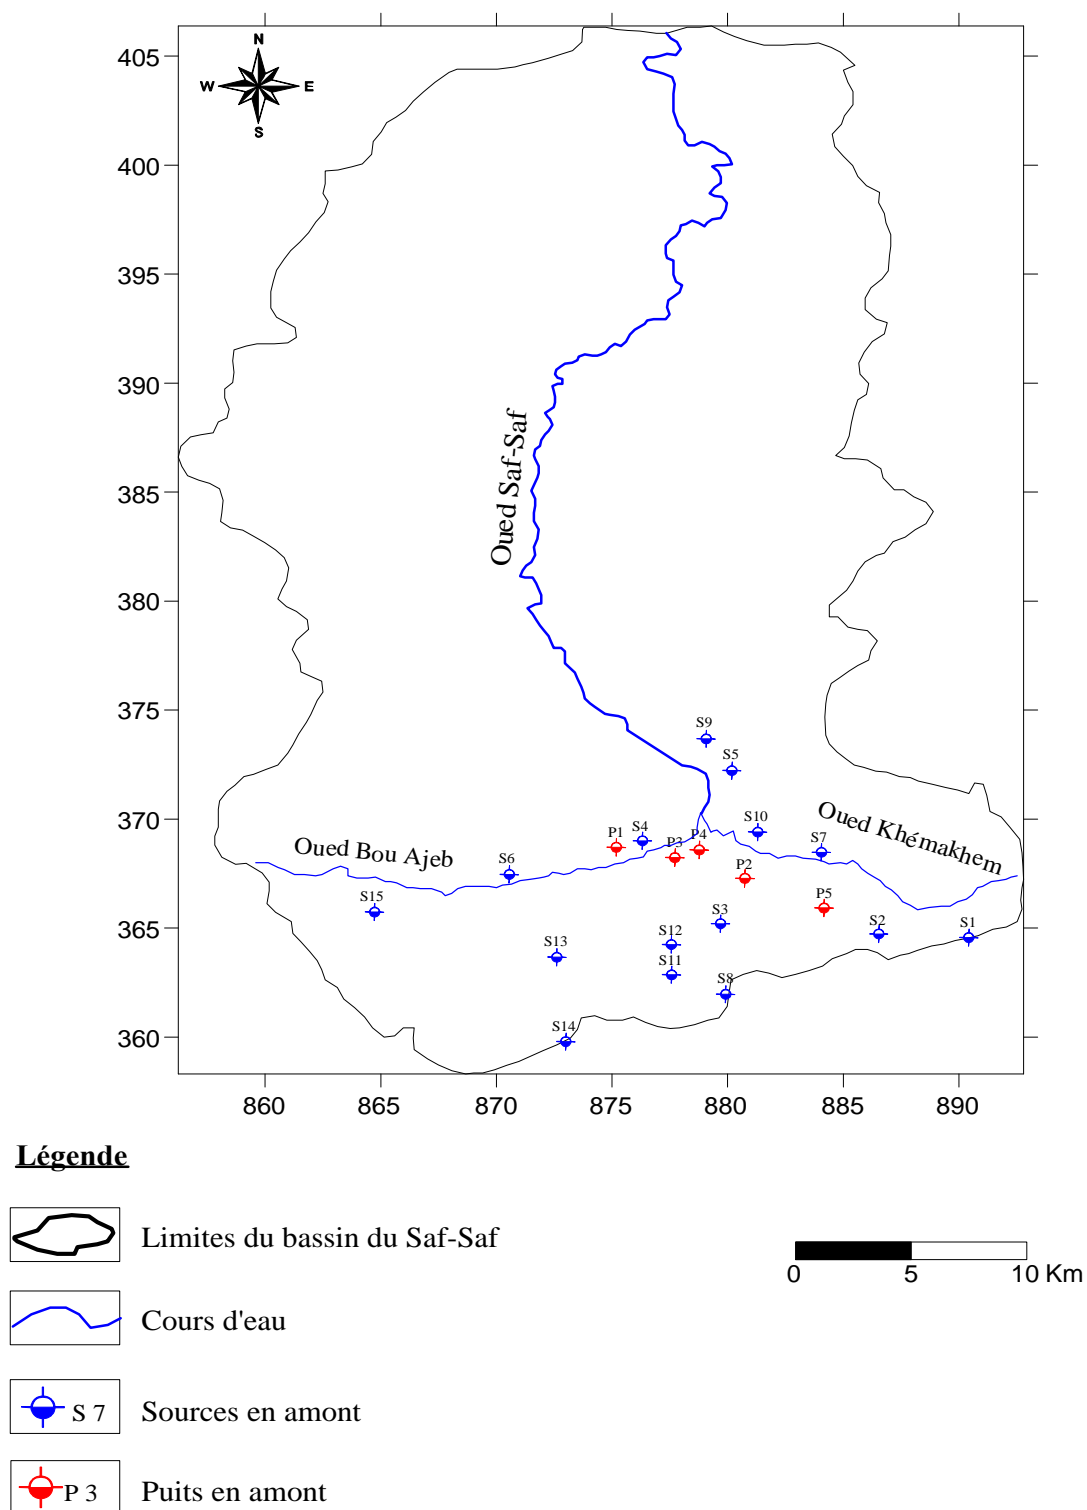 N
W E
S
405
400
395
390
385
380
375
370
365
360
Oued Saf-Saf
S9
S5
S10
Oued Khémakhem
P1
S4
P3
P4
S7
Oued Bou Ajeb
S6
P2
S15
P5
S3
S2
S1
S12
S13
S11
S8
S14
860 865 870 875 880 885 890
Légende
Limites du bassin du Saf-Saf
0 5 10 Km
Cours d'eau
S 7 Sources en amont
P 3 Puits en amont